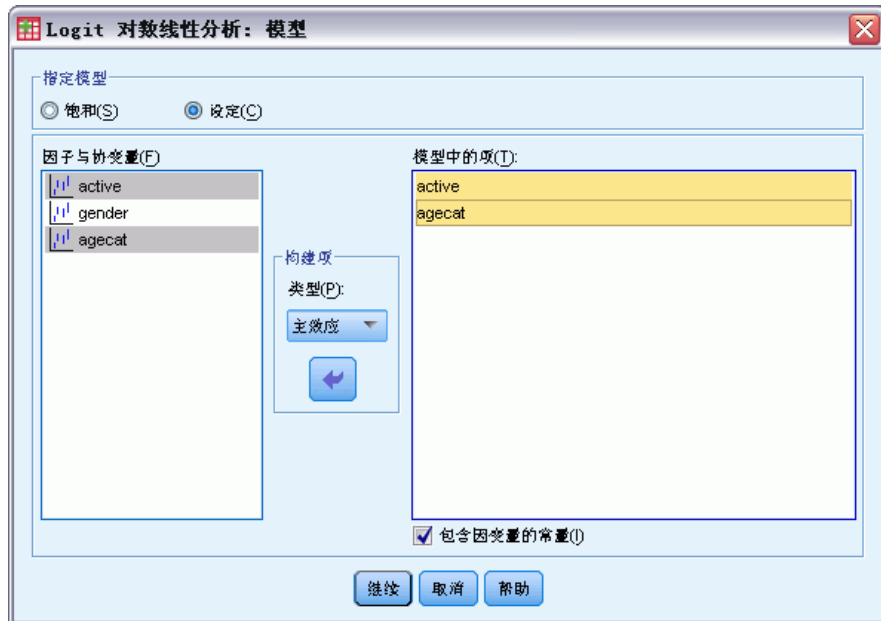 Logit 对数线性分析: 模型
指定模型
饱和(S)
设定(C)
因子与协变量(F)
active
gender
agecat
构建项
类型(P):
主效应
模型中的项(T):
active
agecat
包含因变量的常量(I)
继续
取消
帮助